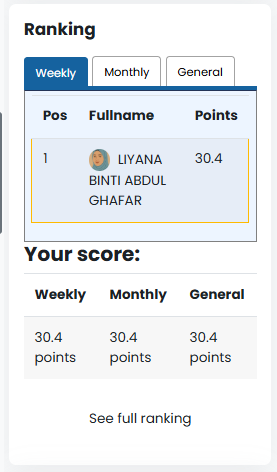 Ranking
Weekly Monthly General
Pos Fullname Points
1 LIYANA 30.4
BINTI ABDUL
GHAFAR
Your score:
Weekly Monthly General
30.4 30.4 30.4
points points points
See full ranking